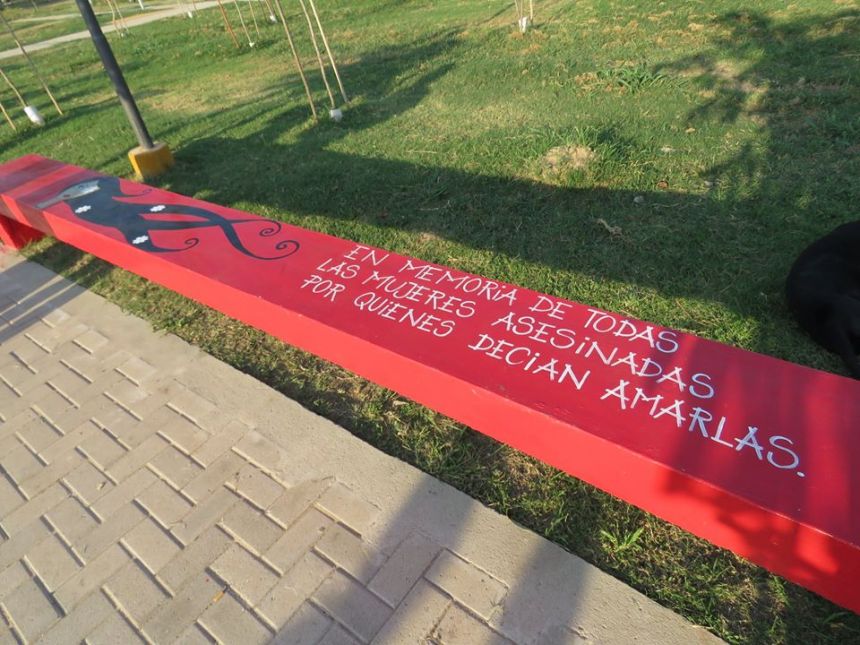 EN MEMORiA DE TODAS
LAS MUJERES ASESiNADAS
POR QUIENES DECiAN AMARLAS.